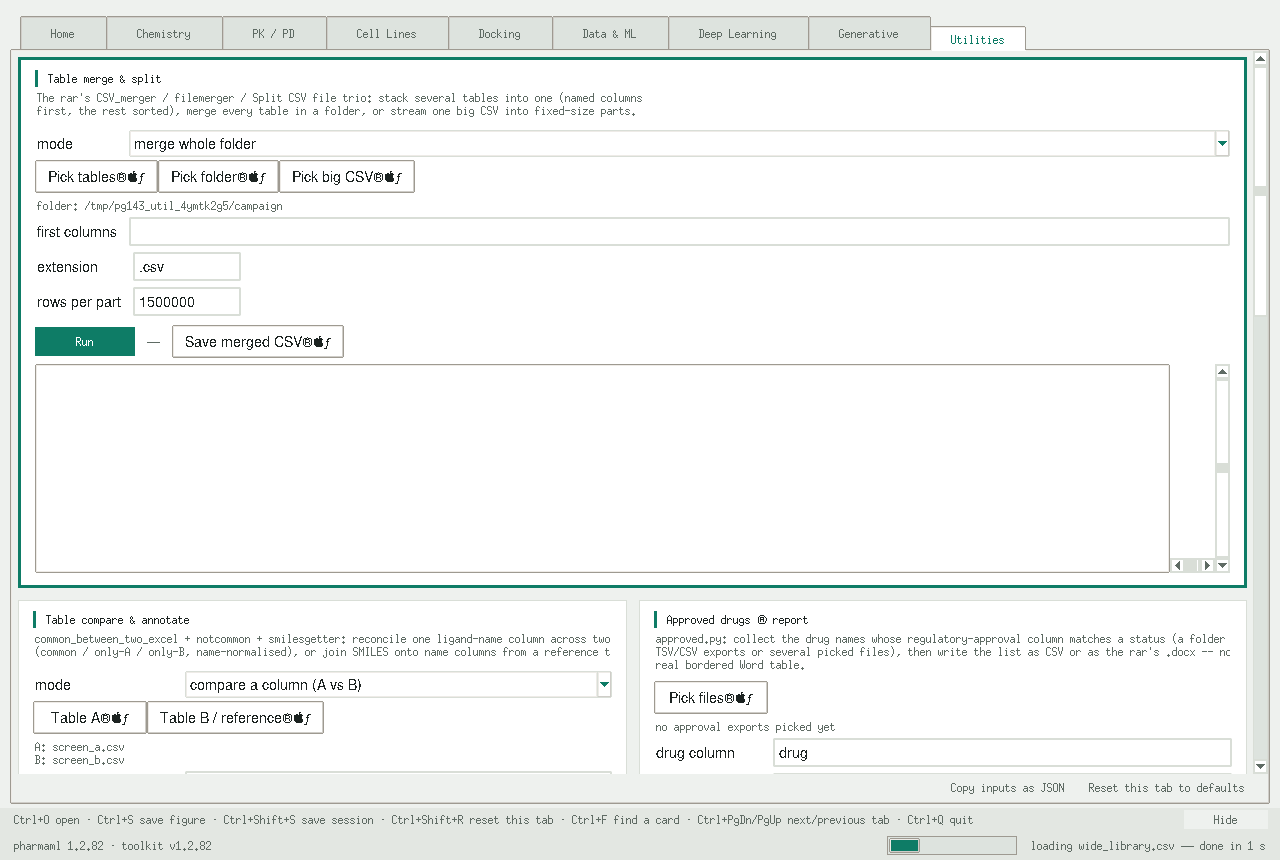 Home Chemistry PK / PD Cell Lines Docking Data & ML Deep Learning Generative Utilities
Table merge & split
The rar's CSV_merger / filemerger / Split CSV file trio: stack several tables into one (named columns
first, the rest sorted), merge every table in a folder, or stream one big CSV into fixed-size parts.
mode merge whole folder
Pick tables®ƒ Pick folder®ƒ Pick big CSV®ƒ
folder: /tmp/pg143_util_4ymtk2g5/campaign
first columns
extension .csv
rows per part 1500000
Run — Save merged CSV®ƒ
Table compare & annotate
common_between_two_excel + notcommon + smilesgetter: reconcile one ligand-name column across two
(common / only-A / only-B, name-normalised), or join SMILES onto name columns from a reference t
mode compare a column (A vs B)
Table A®ƒ Table B / reference®ƒ
A: screen_a.csv
B: screen_b.csv
Approved drugs ® report
approved.py: collect the drug names whose regulatory-approval column matches a status (a folder
TSV/CSV exports or several picked files), then write the list as CSV or as the rar's .docx -- no
real bordered Word table.
Pick files®ƒ
no approval exports picked yet
drug column drug
Copy inputs as JSON Reset this tab to defaults
Ctrl+O open · Ctrl+S save figure · Ctrl+Shift+S save session · Ctrl+Shift+R reset this tab · Ctrl+F find a card · Ctrl+PgDn/PgUp next/previous tab · Ctrl+Q quit Hide
pharmaml 1.2.82 · toolkit v1.2.82 loading wide_library.csv — done in 1 s